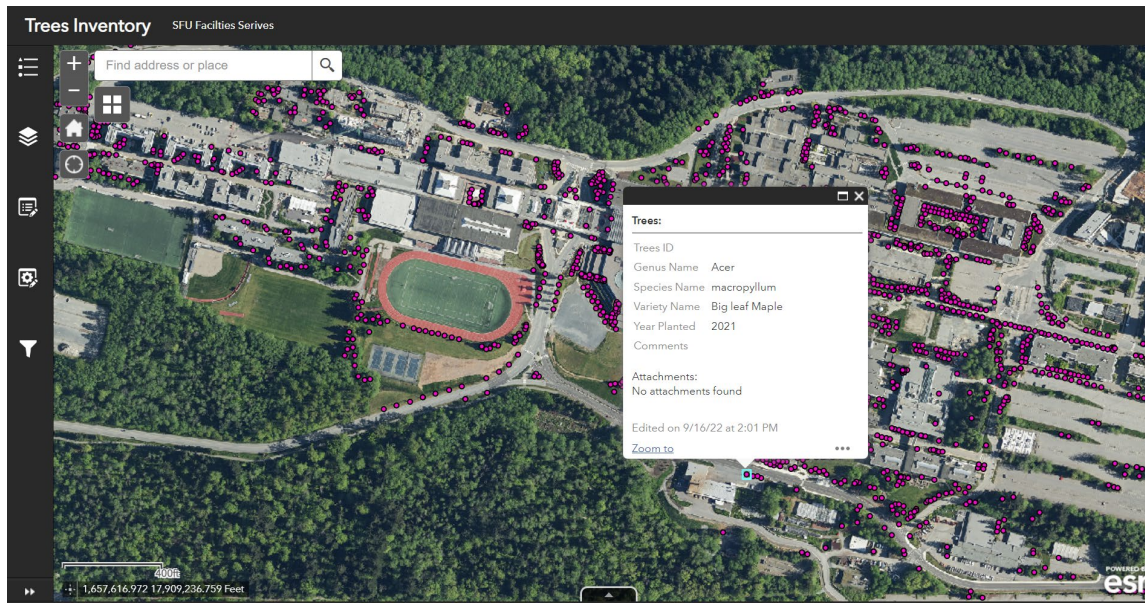 Trees Inventory SFU Facilties Serives
Find address or place
Trees:
Trees ID
Genus Name Acer
Species Name macropyllum
Variety Name Big leaf Maple
Year Planted 2021
Comments
Attachments:
No attachments found
Edited on 9/16/22 at 2:01 PM
Zoom to
400ft
1,657,616.972 17,909,236.759 Feet
POWERED BY
esri